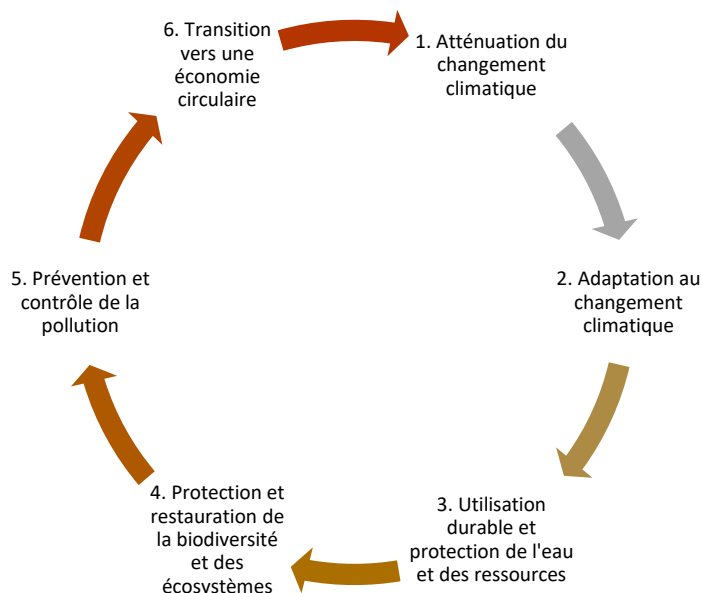 1. Atténuation du
changement
climatique
2. Adaptation au
changement
climatique
3. Utilisation
durable et
protection de l'eau
et des ressources
4. Protection et
restauration de
la biodiversité
et des
écosystèmes
5. Prévention et
contrôle de la
pollution
6. Transition
vers une
économie
circulaire